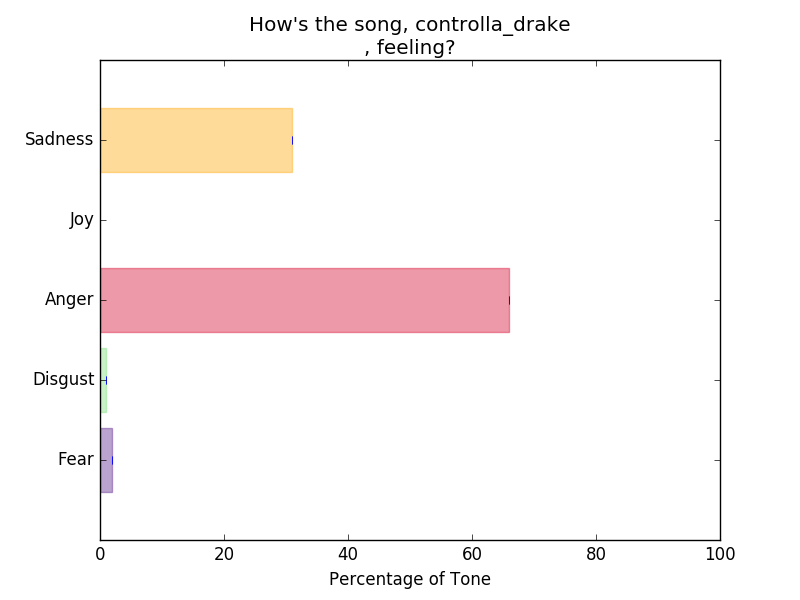 How's the song, controlla_drake
, feeling?
Sadness
Joy
Anger
Disgust
Fear
0 20 40 60 80 100
Percentage of Tone